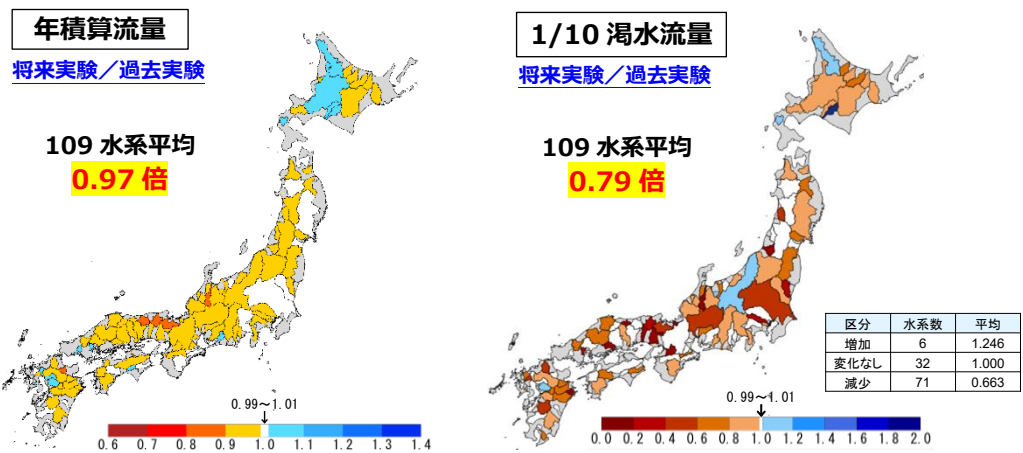 年積算流量
将来実験／過去実験
109 水系平均
0.97 倍
0.99～1.01
0.6 0.7 0.8 0.9 1.0 1.1 1.2 1.3 1.4
1/10 渇水流量
将来実験／過去実験
109 水系平均
0.79 倍
区分 水系数 平均
増加 6 1.246
変化なし 32 1.000
減少 71 0.663
0.99～1.01
0.0 0.2 0.4 0.6 0.8 1.0 1.2 1.4 1.6 1.8 2.0